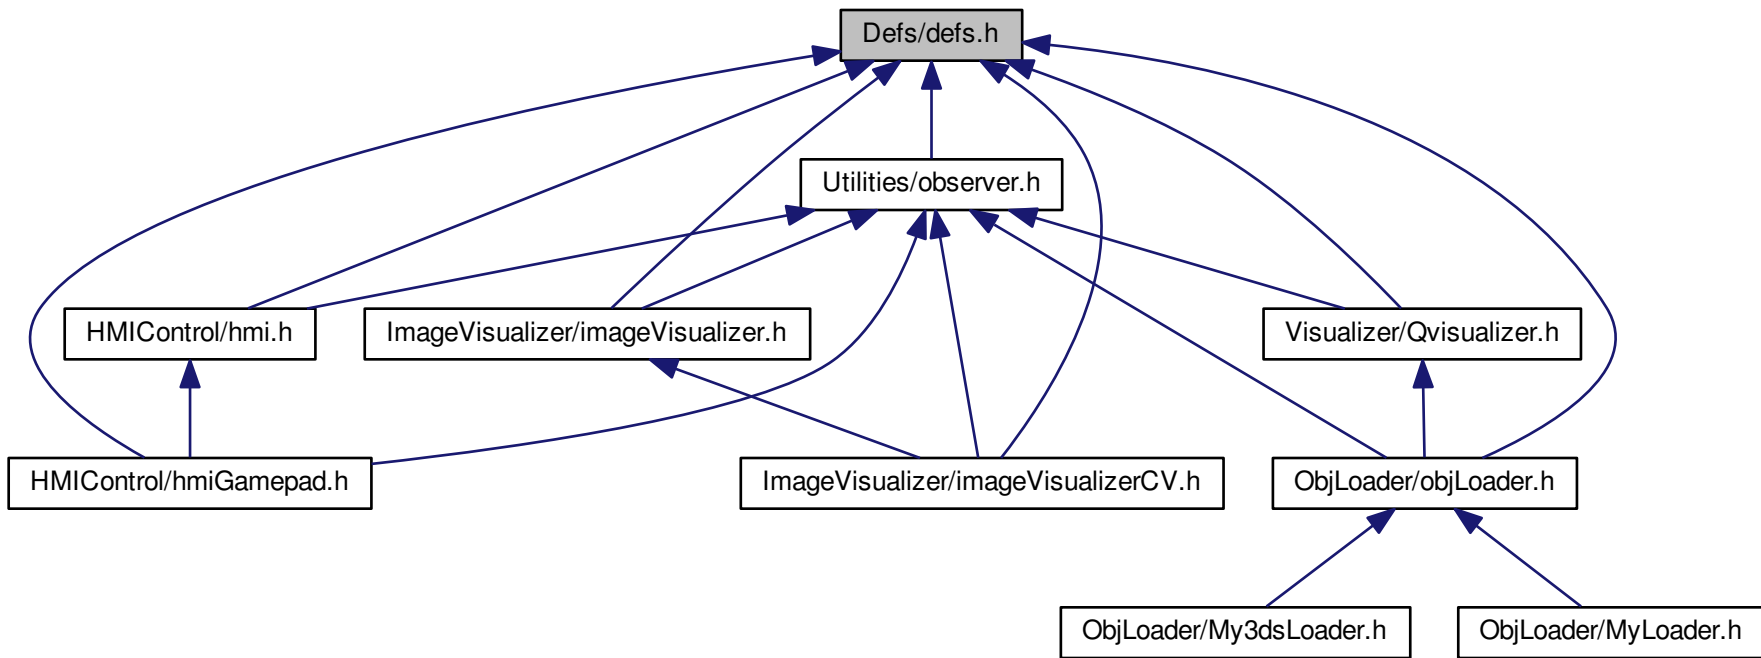 Defs/defs.h
Utilities/observer.h
HMIControl/hmi.h
ImageVisualizer/imageVisualizer.h
Visualizer/Qvisualizer.h
HMIControl/hmiGamepad.h
ImageVisualizer/imageVisualizerCV.h
ObjLoader/objLoader.h
ObjLoader/My3dsLoader.h
ObjLoader/MyLoader.h